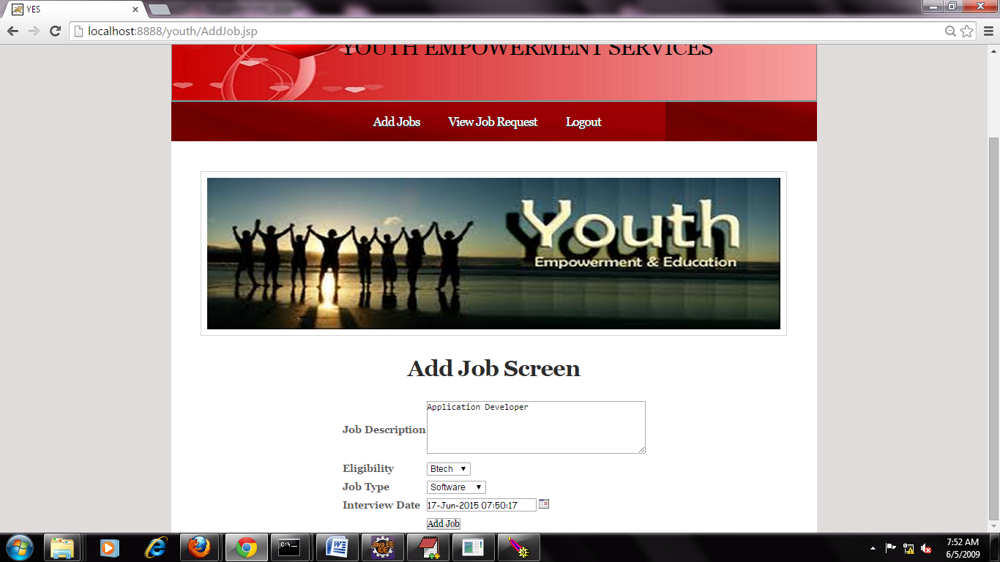 YES
localhost:8888/youth/AddJob.jsp
YOUTH EMPOWERMENT SERVICES
Add Jobs View Job Request Logout
Youth
Empowerment & Education
Add Job Screen
Job Description Application Developer
Eligibility Btech
Job Type Software
Interview Date 17-Jun-2015 07:50:17
Add Job
C:\.
W
Java EE
IDE
7:52 AM
6/5/2009